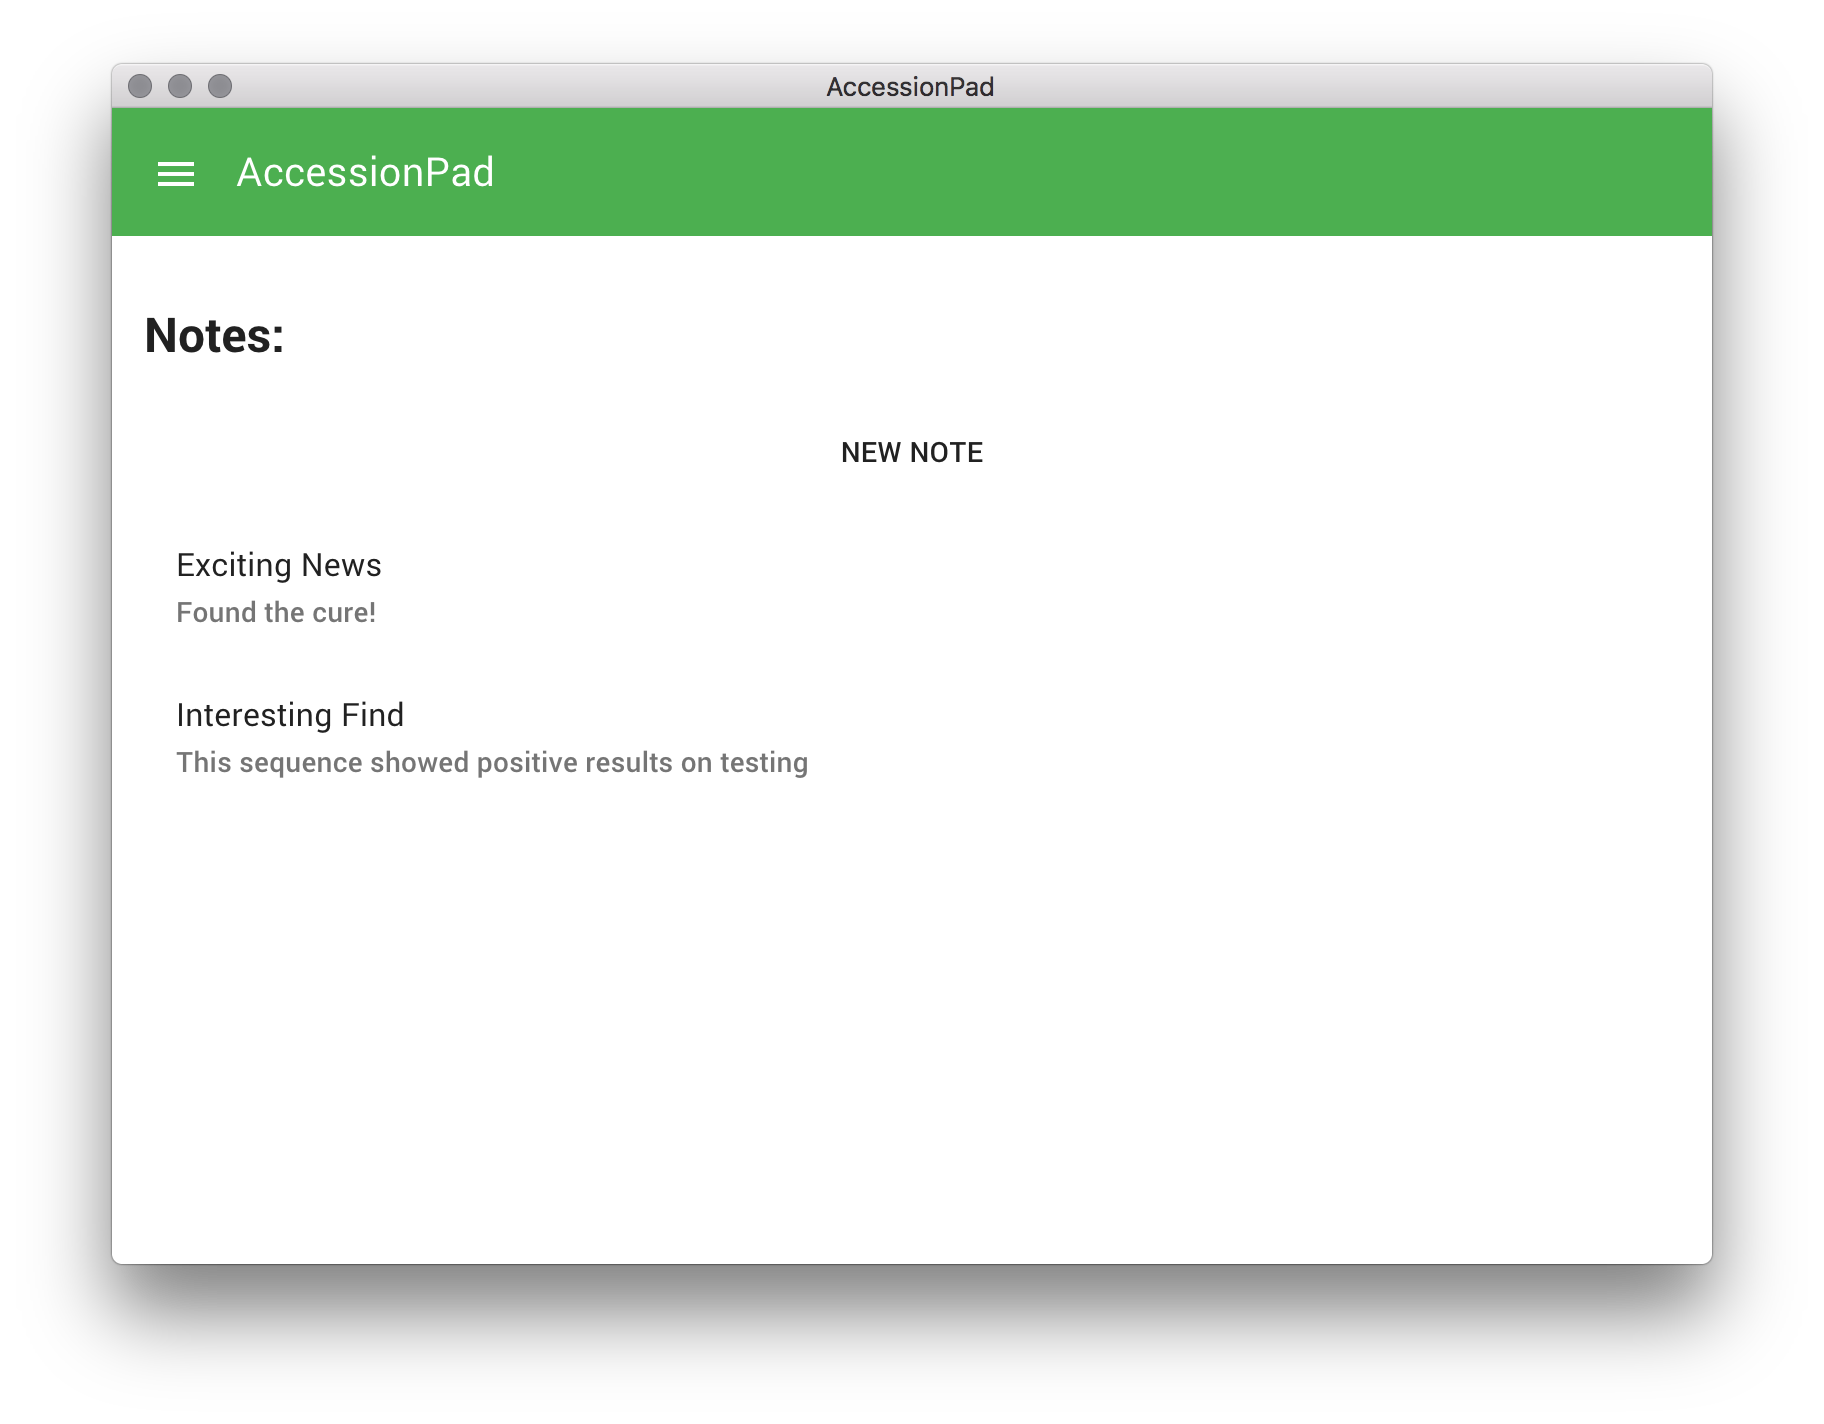 AccessionPad
AccessionPad
Notes:
NEW NOTE
Exciting News
Found the cure!
Interesting Find
This sequence showed positive results on testing